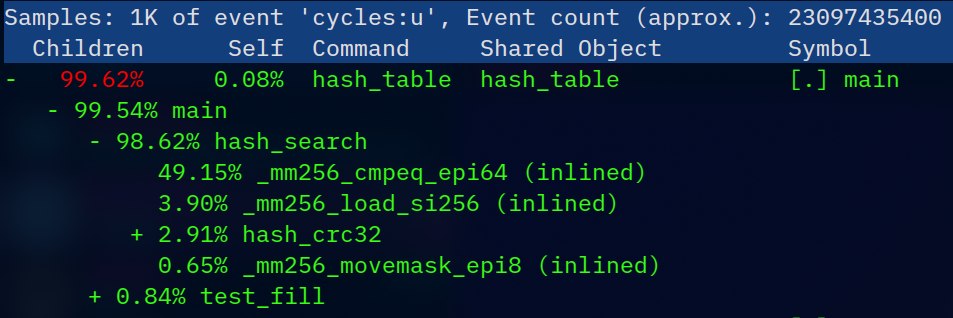 Samples: 1K of event 'cycles:u', Event count (approx.): 23097435400
Children Self Command Shared Object Symbol
- 99.62% 0.08% hash_table hash_table [.] main
- 99.54% main
- 98.62% hash_search
49.15% _mm256_cmpeq_epi64 (inlined)
3.90% _mm256_load_si256 (inlined)
+ 2.91% hash_crc32
0.65% _mm256_movemask_epi8 (inlined)
+ 0.84% test_fill